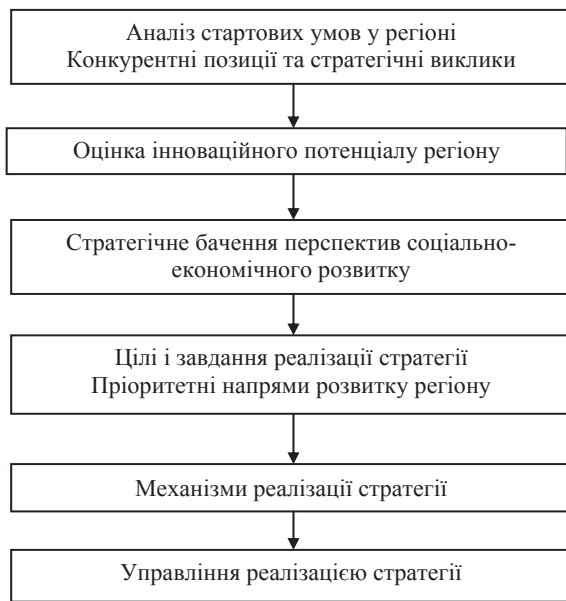 Аналіз стартових умов у регіоні
Конкурентні позиції та стратегічні виклики
Оцінка інноваційного потенціалу регіону
Стратегічне бачення перспектив соціально-
економічного розвитку
Цілі і завдання реалізації стратегії
Пріоритетні напрями розвитку регіону
Механізми реалізації стратегії
Управління реалізацією стратегії